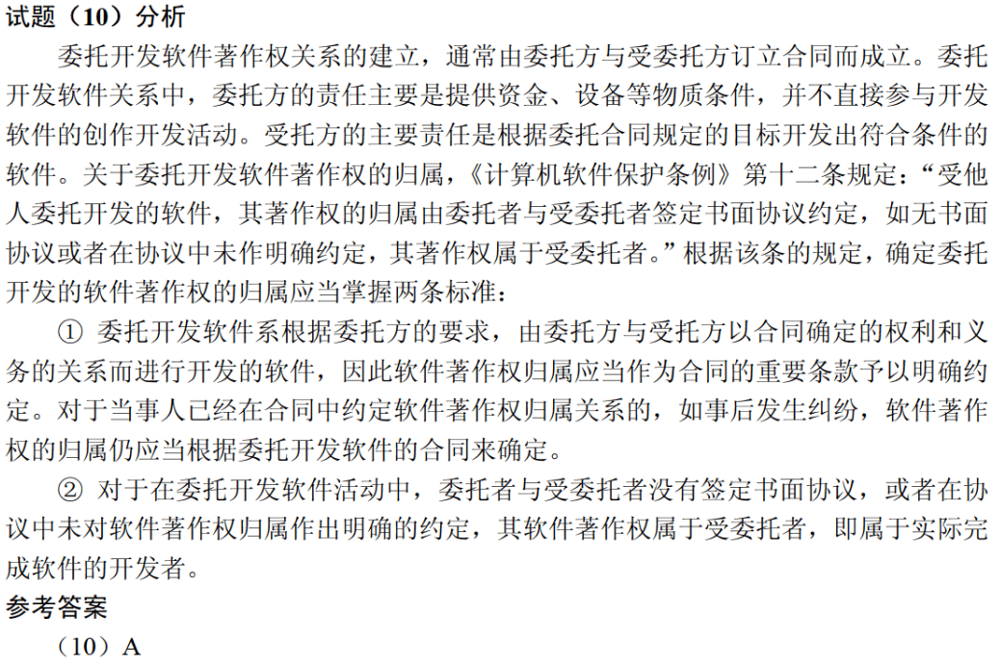 试题（10）分析
委托开发软件著作权关系的建立，通常由委托方与受委托方订立合同而成立。委托
开发软件关系中，委托方的责任主要是提供资金、设备等物质条件，并不直接参与开发
软件的创作开发活动。受托方的主要责任是根据委托合同规定的目标开发出符合条件的
软件。关于委托开发软件著作权的归属，《计算机软件保护条例》第十二条规定：“受他
人委托开发的软件，其著作权的归属由委托者与受委托者签定书面协议约定，如无书面
协议或者在协议中未作明确约定，其著作权属于受委托者。”根据该条的规定，确定委托
开发的软件著作权的归属应当掌握两条标准：
① 委托开发软件系根据委托方的要求，由委托方与受托方以合同确定的权利和义
务的关系而进行开发的软件，因此软件著作权归属应当作为合同的重要条款予以明确约
定。对于当事人已经在合同中约定软件著作权归属关系的，如事后发生纠纷，软件著作
权的归属仍应当根据委托开发软件的合同来确定。
② 对于在委托开发软件活动中，委托者与受委托者没有签定书面协议，或者在协
议中未对软件著作权归属作出明确的约定，其软件著作权属于受委托者，即属于实际完
成软件的开发者。
参考答案
（10）A